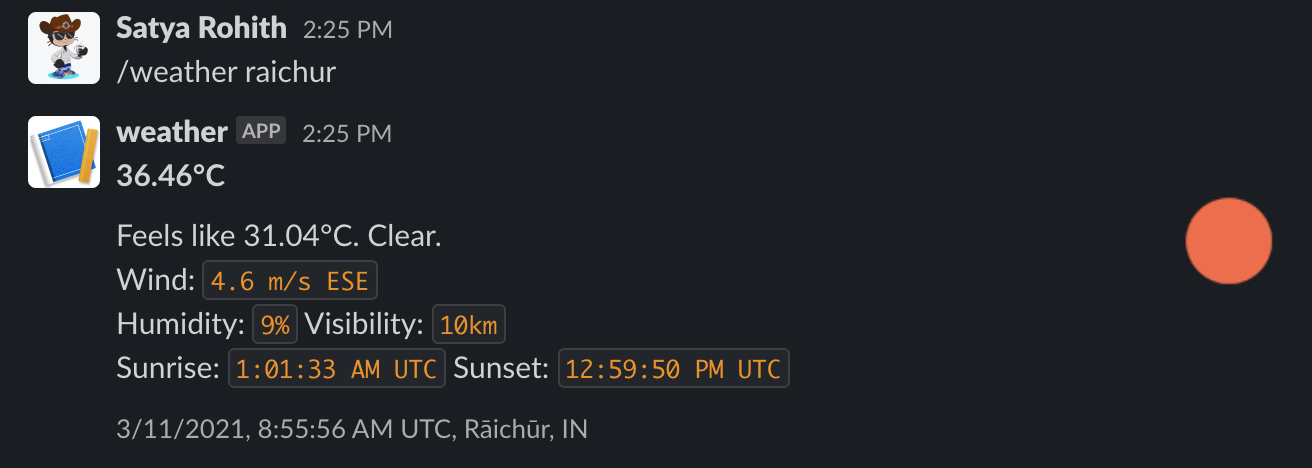 Satya Rohith 2:25 PM
/weather raichur
weather APP 2:25 PM
36.46°C
Feels like 31.04°C. Clear.
Wind: 4.6 m/s ESE
Humidity: 9% Visibility: 10km
Sunrise: 1:01:33 AM UTC Sunset: 12:59:50 PM UTC
3/11/2021, 8:55:56 AM UTC, Rāichūr, IN